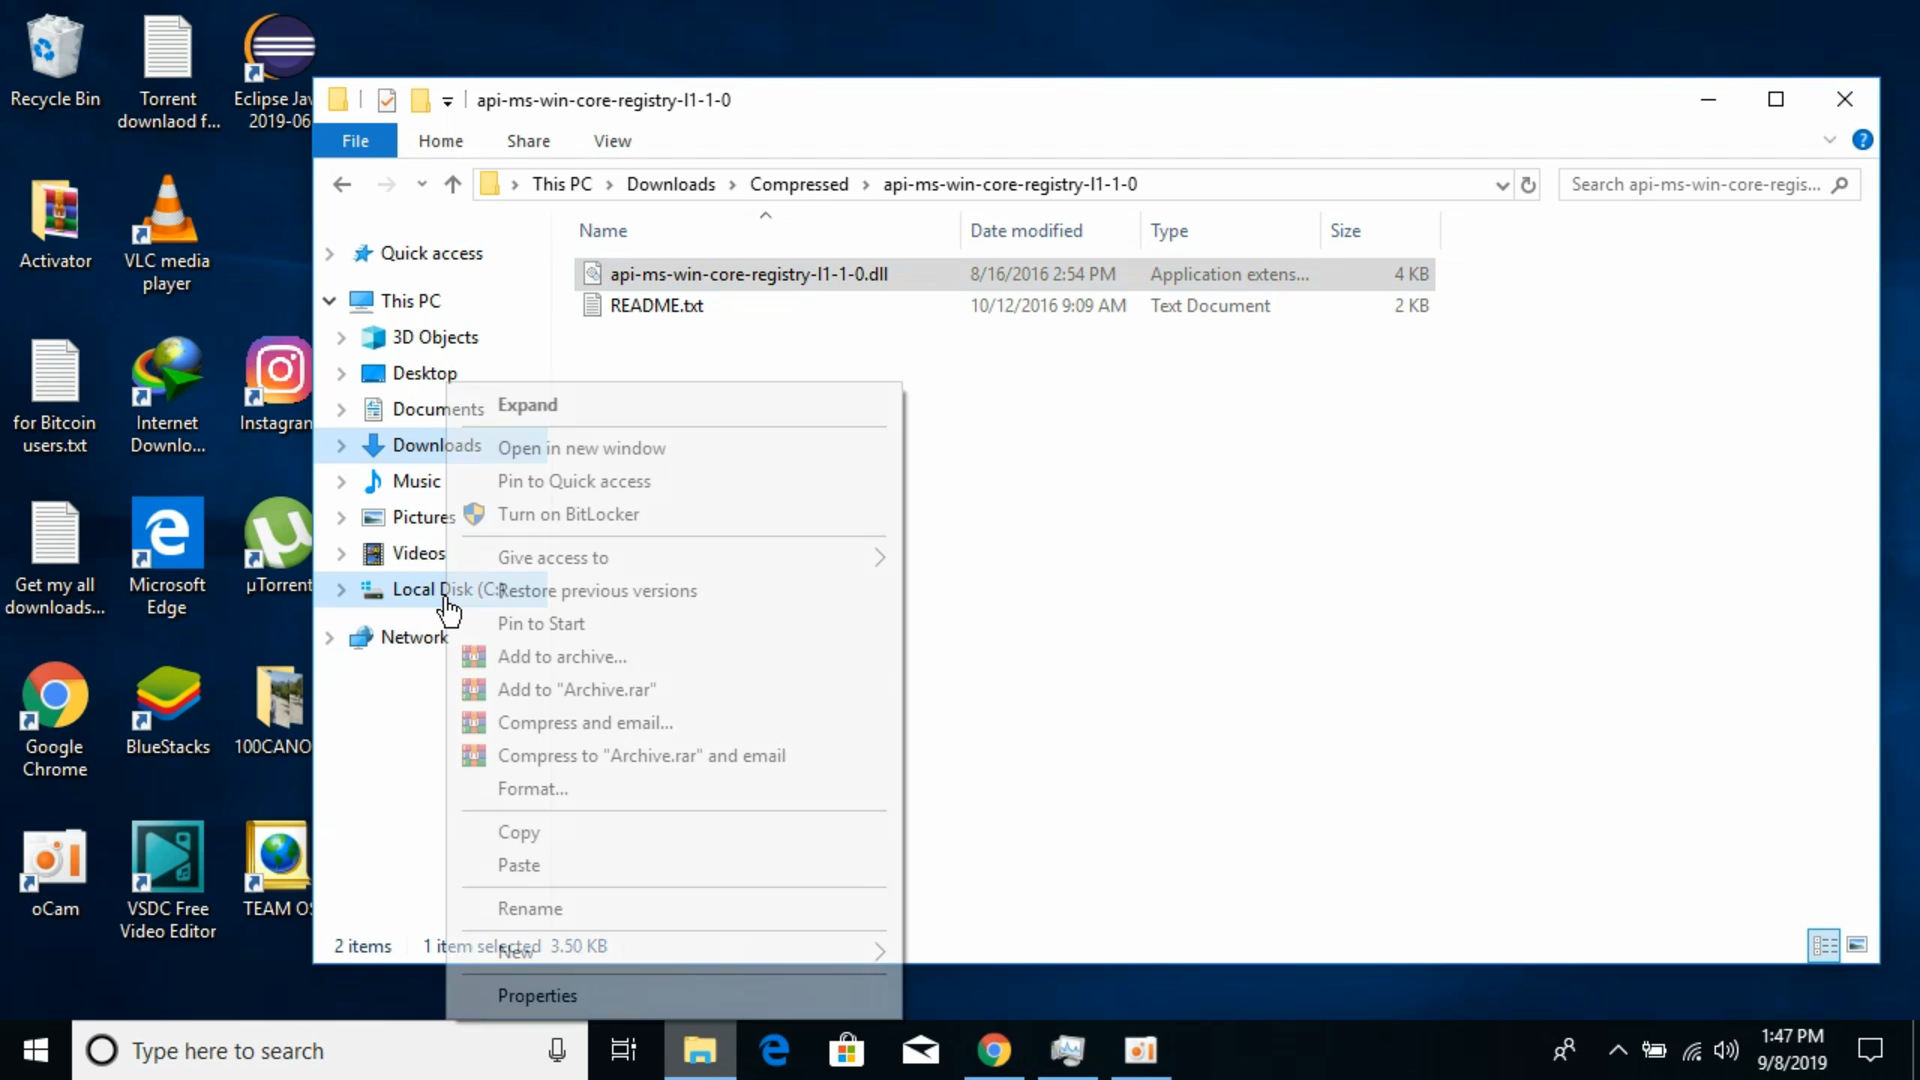 Recycle Bin
Torrent
downlaod f...
Eclipse Jav
2019-06
Activator
VLC media
player
for Bitcoin
users.txt
Internet
Downlo...
Instagran
Get my all
downloads...
Microsoft
Edge
µTorrent
Google
Chrome
BlueStacks
100CANO
oCam
VSDC Free
Video Editor
TEAM OS
api-ms-win-core-registry-l1-1-0
File
Home
Share
View
This PC
Downloads
Compressed
api-ms-win-core-registry-l1-1-0
Search api-ms-win-core-regis...
Name
Date modified
Type
Size
api-ms-win-core-registry-l1-1-0.dll
8/16/2016 2:54 PM
Application extens...
4 KB
README.txt
10/12/2016 9:09 AM
Text Document
2 KB
Quick access
This PC
3D Objects
Desktop
Documents
Downloads
Music
Pictures
Videos
Local Disk (C:)
Network
Expand
Open in new window
Pin to Quick access
Turn on BitLocker
Give access to
Restore previous versions
Pin to Start
Add to archive...
Add to "Archive.rar"
Compress and email...
Compress to "Archive.rar" and email
Format...
Copy
Paste
Rename
New
Properties
2 items
1 item selected
3.50 KB
Type here to search
1:47 PM
9/8/2019